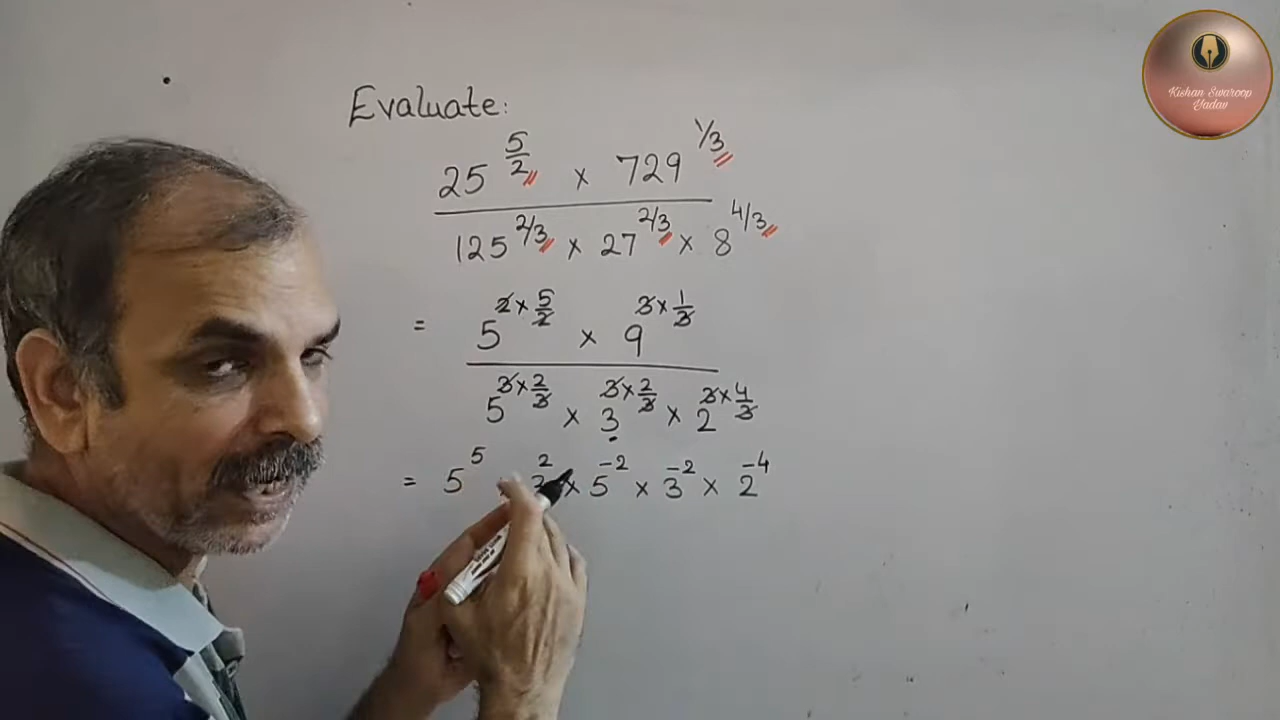 Kishan Swaroop
Yadav
Evaluate:
25^(5/2) × 729^(1/3)
125^(2/3) × 27^(2/3) × 8^(4/3)
= 5^(2×5/2) × 9^(3×1/3)
5^(3×2/3) × 3^(3×2/3) × 2^(3×4/3)
= 5^5 × 3^2 × 5^-2 × 3^-2 × 2^-4